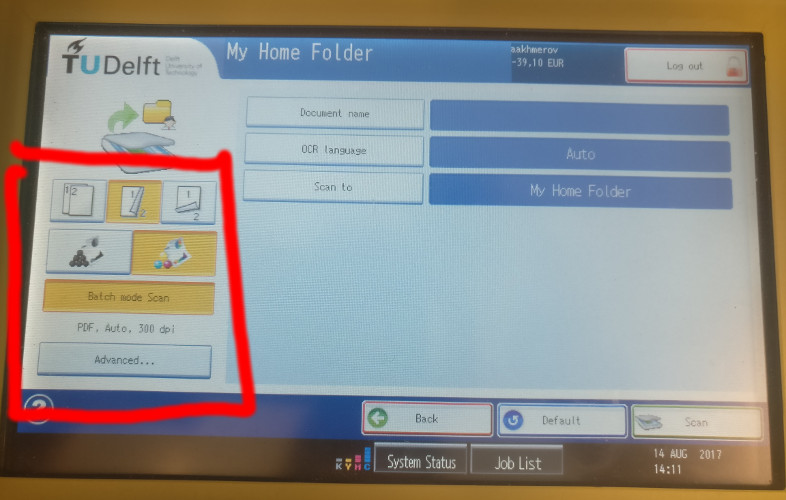 TU Delft
Delft University of Technology
My Home Folder
aakhmerov
-39,10 EUR
Log out
Document name
OCR language
Auto
Scan to
My Home Folder
1 2
1 2
1 2
Batch mode Scan
PDF, Auto, 300 dpi
Advanced...
?
Back
Default
Scan
K Y M C
System Status
Job List
14 AUG 2017
14:11